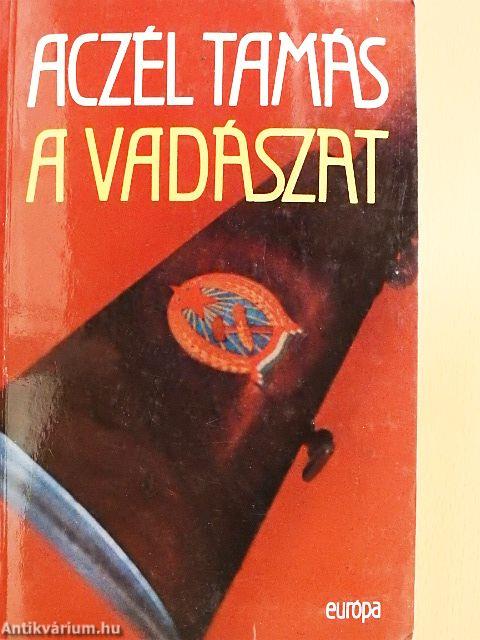 ACZÉL TAMÁS
A VADÁSZAT
európa
Antikvárium.hu